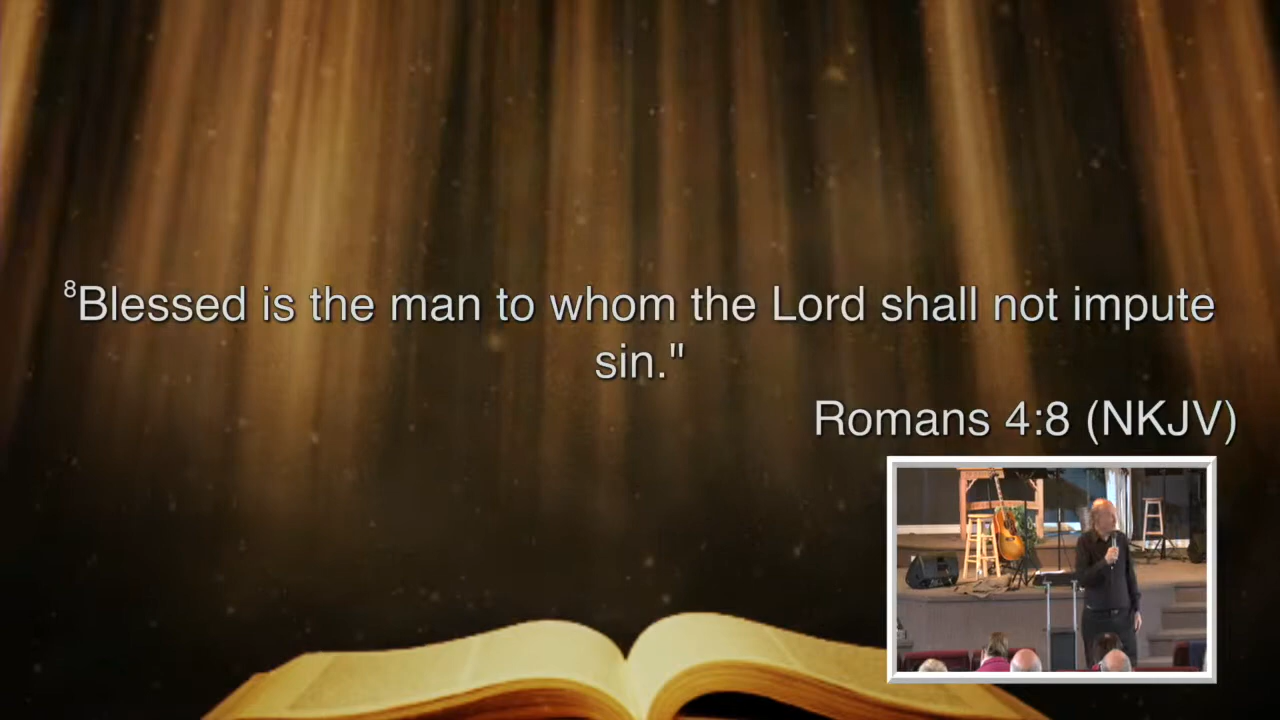 ⁸Blessed is the man to whom the Lord shall not impute
sin."
Romans 4:8 (NKJV)